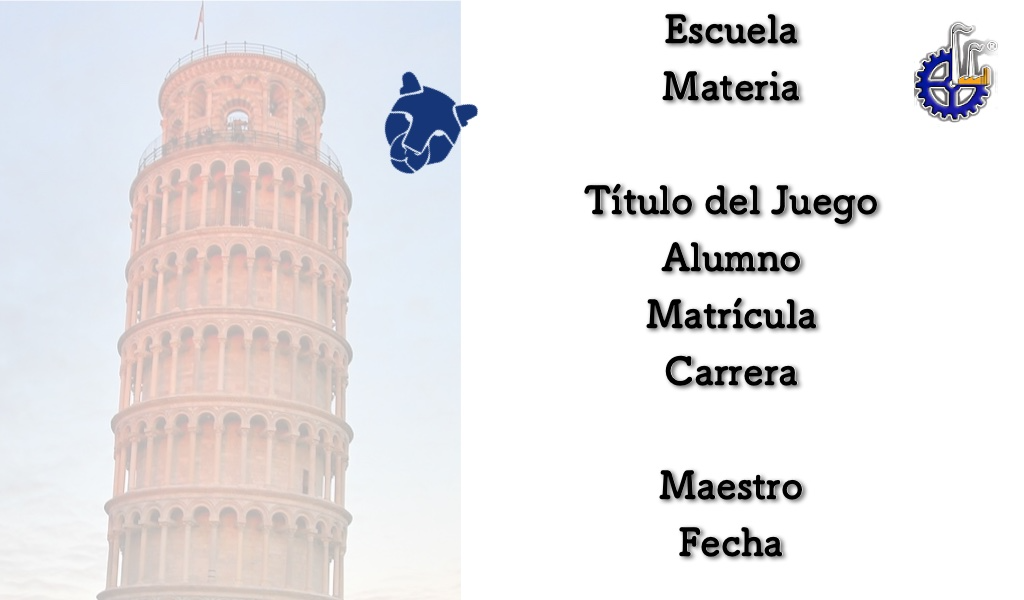 Escuela
Materia
Título del Juego
Alumno
Matrícula
Carrera
Maestro
Fecha